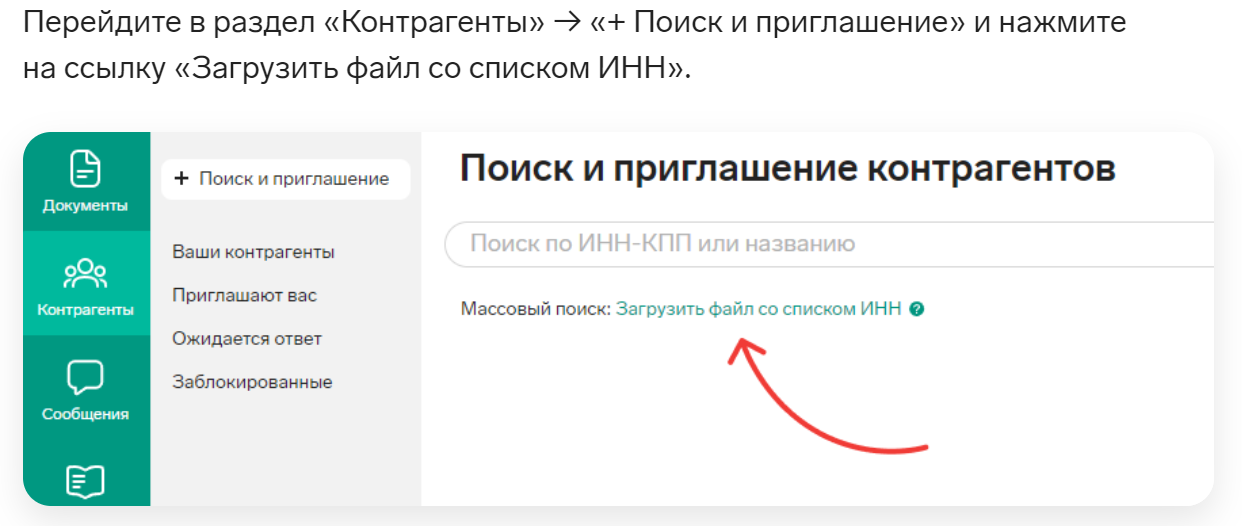 Перейдите в раздел «Контрагенты» → «+ Поиск и приглашение» и нажмите
на ссылку «Загрузить файл со списком ИНН».
Документы
Контрагенты
Сообщения
+ Поиск и приглашение
Ваши контрагенты
Приглашают вас
Ожидается ответ
Заблокированные
Поиск и приглашение контрагентов
Поиск по ИНН-КПП или названию
Массовый поиск: Загрузить файл со списком ИНН ?